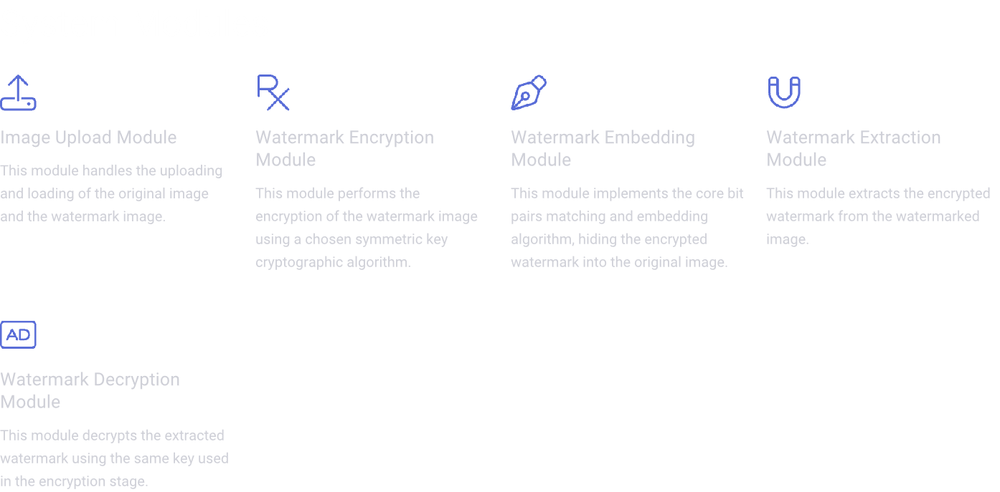 Image Upload Module
This module handles the uploading
and loading of the original image
and the watermark image.
Watermark Encryption
Module
This module performs the
encryption of the watermark image
using a chosen symmetric key
cryptographic algorithm.
Watermark Embedding
Module
This module implements the core bit
pairs matching and embedding
algorithm, hiding the encrypted
watermark into the original image.
Watermark Extraction
Module
This module extracts the encrypted
watermark from the watermarked
image.
AD
Watermark Decryption
Module
This module decrypts the extracted
watermark using the same key used
in the encryption stage.